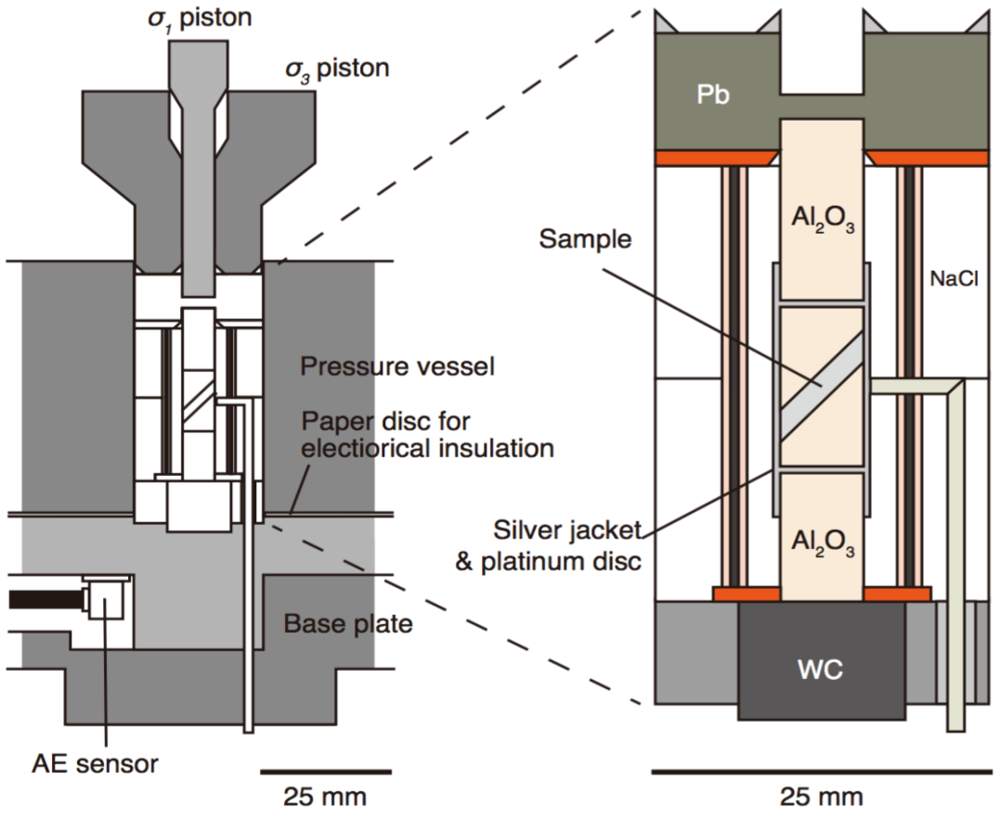 σ1 piston
σ3 piston
Pressure vessel
Paper disc for
electiorical insulation
Base plate
AE sensor
25 mm
Pb
Al2O3
Sample
NaCl
Silver jacket
& platinum disc
Al2O3
WC
25 mm